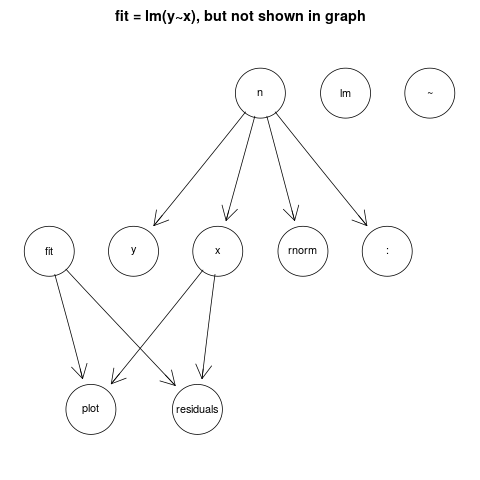 fit = lm(y~x), but not shown in graph
n
lm
~
fit
y
x
rnorm
:
plot
residuals